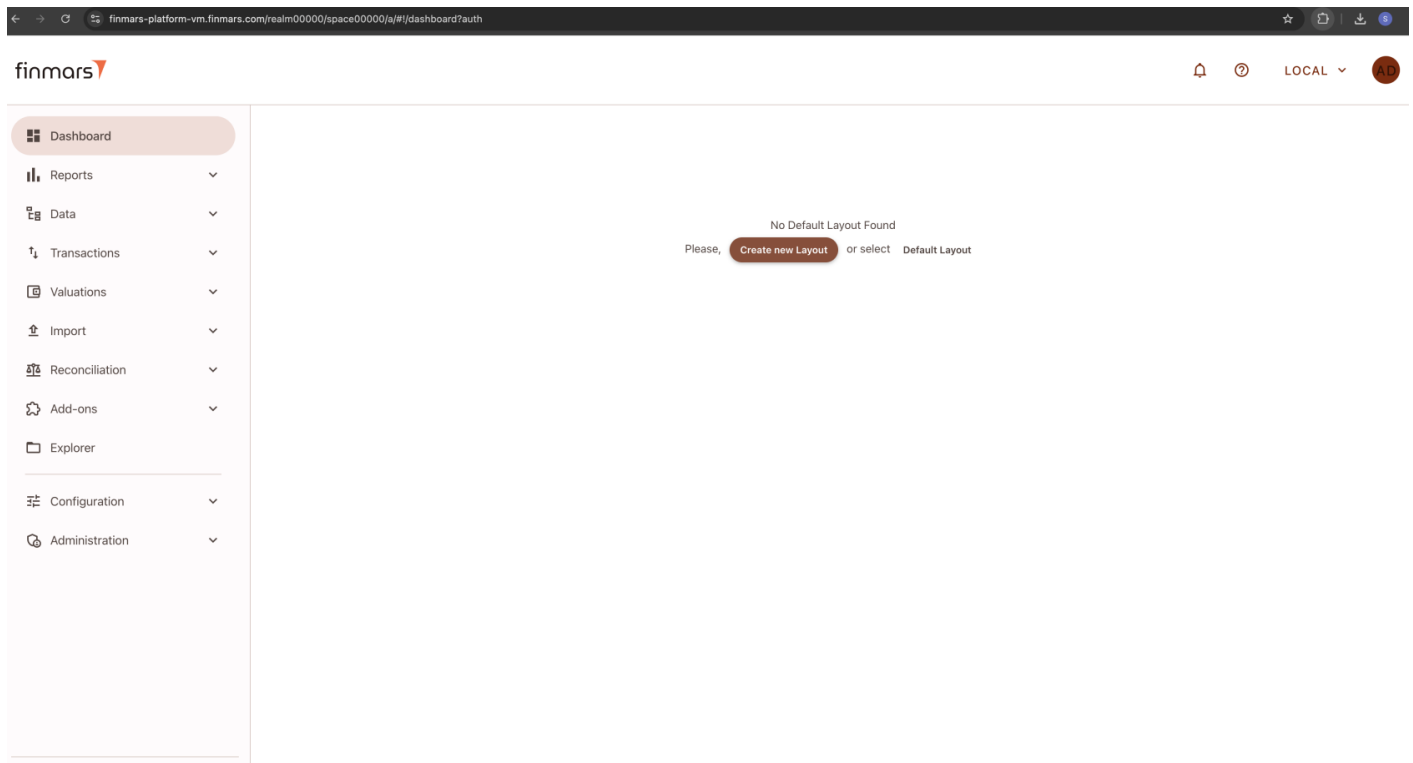 finmars-platform-vm.finmars.com/realm00000/space00000/a/#!/dashboard?auth
S
finmars
LOCAL
AD
Dashboard
Reports
Data
Transactions
Valuations
Import
Reconciliation
Add-ons
Explorer
Configuration
Administration
No Default Layout Found
Please, Create new Layout or select Default Layout